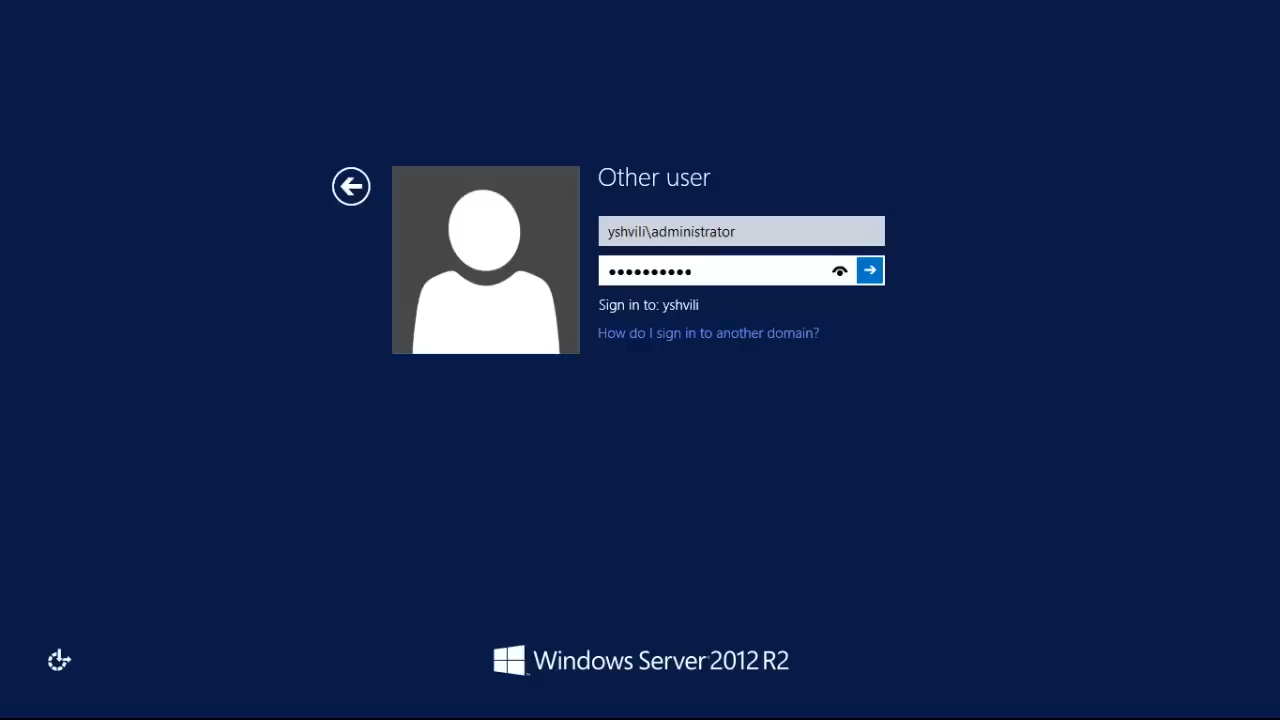 Other user
yshvili\administrator
••••••••••
Sign in to: yshvili
How do I sign in to another domain?
Windows Server 2012 R2